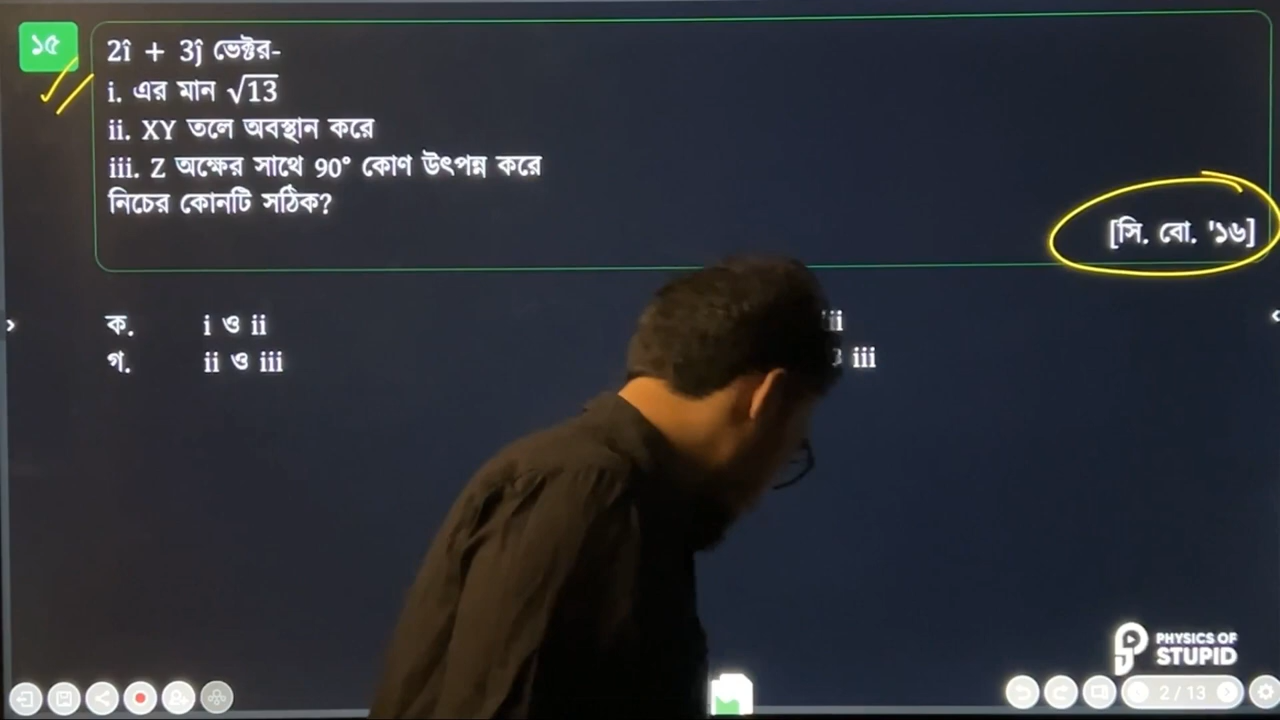 ১৫
2î + 3ĵ ভেক্টর-
i. এর মান √13
ii. XY তলে অবস্থান করে
iii. Z অক্ষের সাথে 90° কোণ উৎপন্ন করে
নিচের কোনটি সঠিক?
[সি. বো. '১৬]
ক. i ও ii
গ. ii ও iii
iii
PHYSICS OF
STUPID
2 / 13